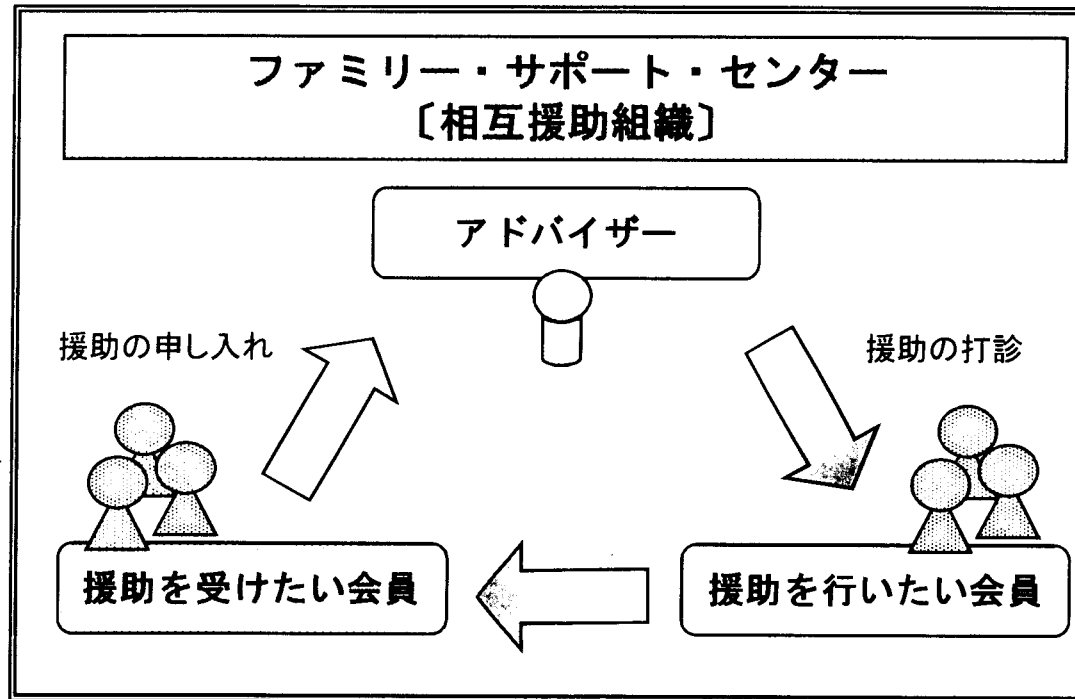 ファミリー・サポート・センター
〔相互援助組織〕
アドバイザー
援助の申し入れ
援助の打診
援助を受けたい会員
援助を行いたい会員